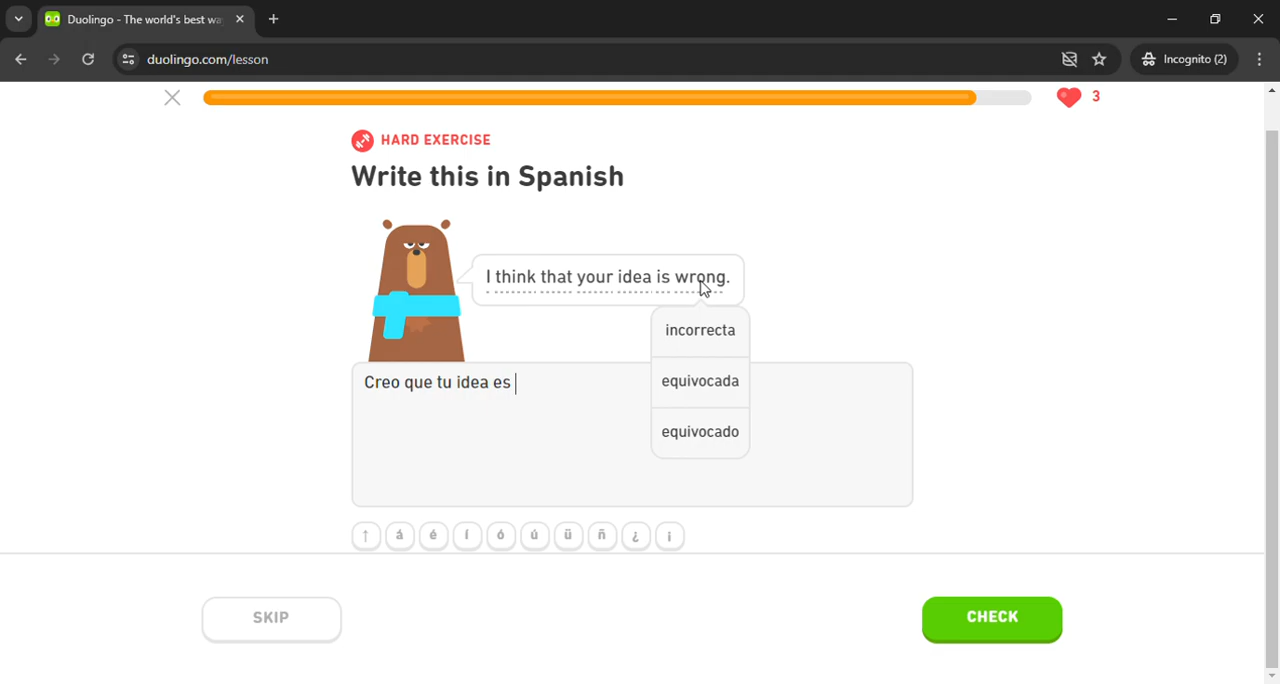 Duolingo - The world's best wa
duolingo.com/lesson
Incognito (2)
3
HARD EXERCISE
Write this in Spanish
I think that your idea is wrong.
incorrecta
equivocada
equivocado
Creo que tu idea es
↑ á é í ó ú ü ñ ¿ ¡
SKIP
CHECK